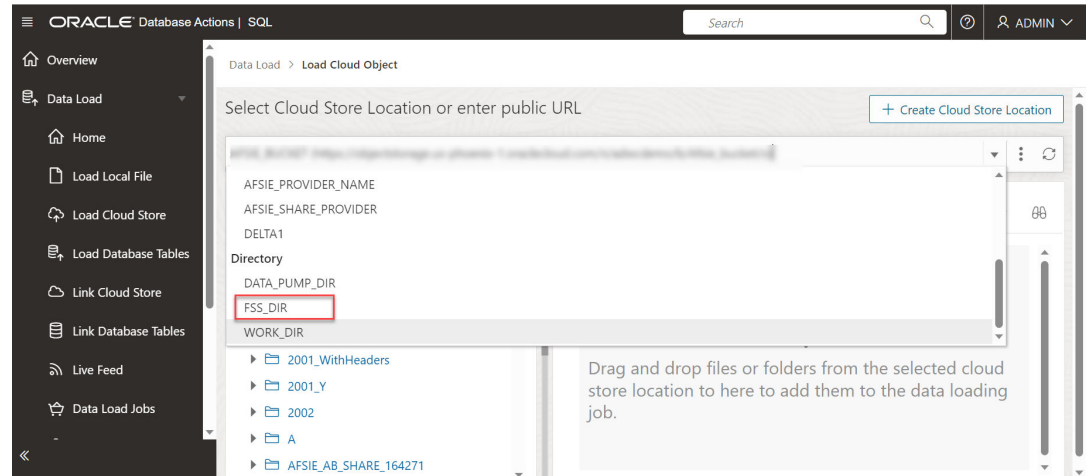 ORACLE® Database Actions | SQL
Search
ADMIN
Overview
Data Load
Home
Load Local File
Load Cloud Store
Load Database Tables
Link Cloud Store
Link Database Tables
Live Feed
Data Load Jobs
Data Load > Load Cloud Object
Select Cloud Store Location or enter public URL
+ Create Cloud Store Location
AFSIE_PROVIDER_NAME
AFSIE_SHARE_PROVIDER
DELTA1
Directory
DATA_PUMP_DIR
FSS_DIR
WORK_DIR
2001_WithHeaders
2001_Y
2002
A
AFSIE_AB_SHARE_164271
Drag and drop files or folders from the selected cloud
store location to here to add them to the data loading
job.